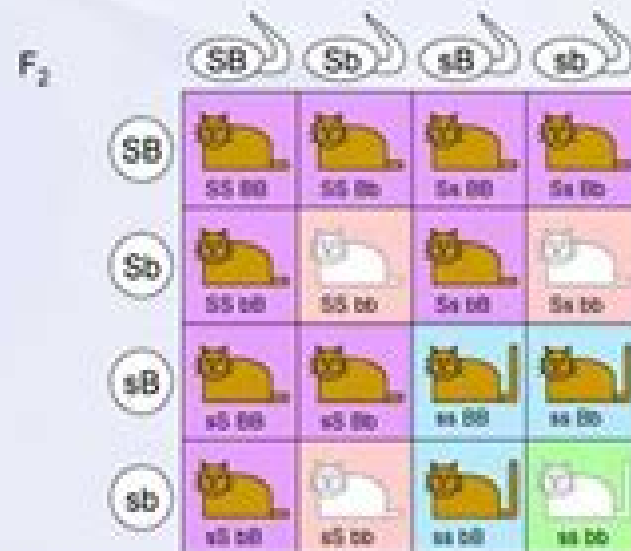 F2
SB Sb sB sb
SB
SS BB SS Bb Ss BB Ss Bb
Sb
SS bB SS bb Ss bB Ss bb
sB
sS BB sS Bb ss BB ss Bb
sb
sS bB sS bb ss bB ss bb